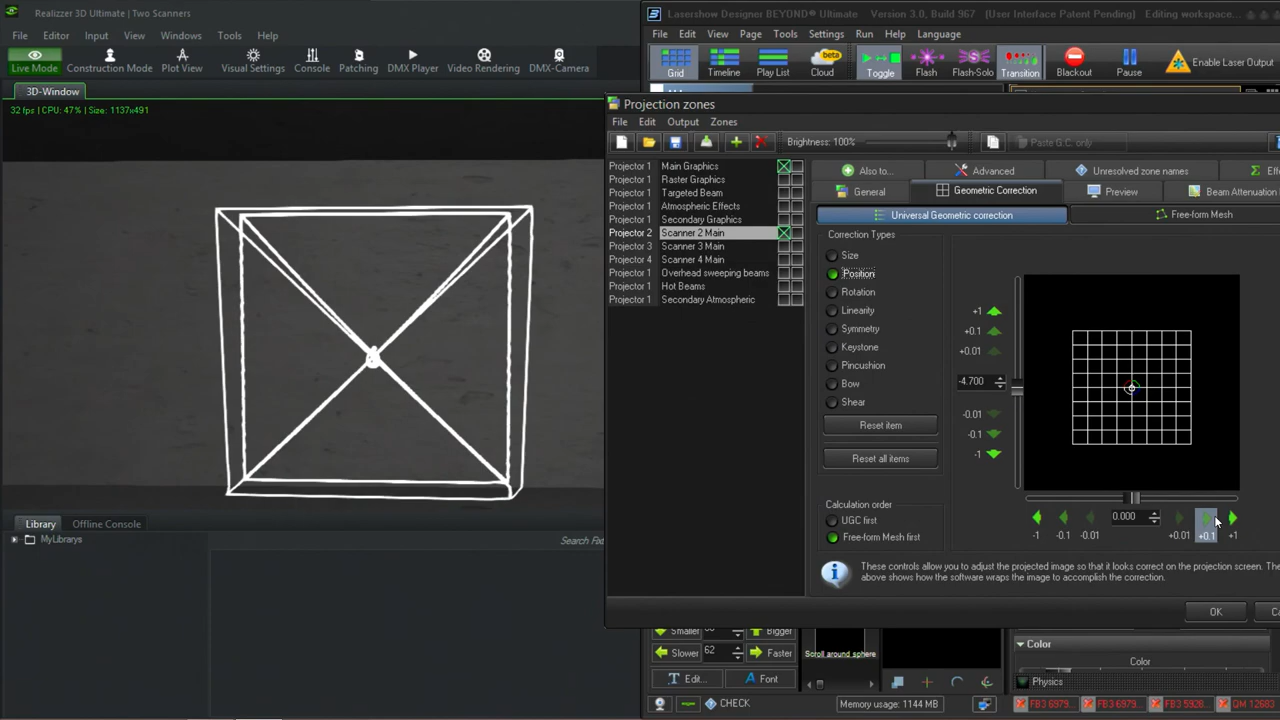 Realizzer 3D Ultimate | Two Scanners
File Editor Input View Windows Tools Help
Live Mode Construction Mode Plot View Visual Settings Console Patching DMX Player Video Rendering DMX-Camera
3D-Window
32 fps | CPU: 47% | Size: 1137x491
Library Offline Console
MyLibrarys
Search Fixt
Lasershow Designer BEYOND® Ultimate Version 3.0, Build 967 (User Interface Patent Pending) Editing workspace...
File Edit View Page Tools Settings Run Help Language
beta
Grid Timeline Play List Cloud Toggle Flash Flash-Solo Transition Blackout Pause Enable Laser Output
Projection zones
File Edit Output Zones
Brightness: 100% Paste G.C. only
Projector 1 Main Graphics
Projector 1 Raster Graphics
Projector 1 Targeted Beam
Projector 1 Atmospheric Effects
Projector 1 Secondary Graphics
Projector 2 Scanner 2 Main
Projector 3 Scanner 3 Main
Projector 4 Scanner 4 Main
Projector 1 Overhead sweeping beams
Projector 1 Hot Beams
Projector 1 Secondary Atmospheric
Also to... Advanced Unresolved zone names Effe
General Geometric Correction Preview Beam Attenuation
Universal Geometric correction Free-form Mesh
Correction Types
Size
Position
Rotation
Linearity
Symmetry
Keystone
Pincushion
Bow
Shear
Reset item
Reset all items
Calculation order
UGC first
Free-form Mesh first
+1
+0.1
+0.01
-4.700
-0.01
-0.1
-1
0.000
-1 -0.1 -0.01 +0.01 +0.1 +1
These controls allow you to adjust the projected image so that it looks correct on the projection screen. The
above shows how the software wraps the image to accomplish the correction.
OK
Smaller Bigger
Slower 62 Faster
Edit... Font
Scroll around sphere
Color
Color
Physics
CHECK Memory usage: 1144 MB FB3 6979 FB3 6979 FB3 5928 QM 12683